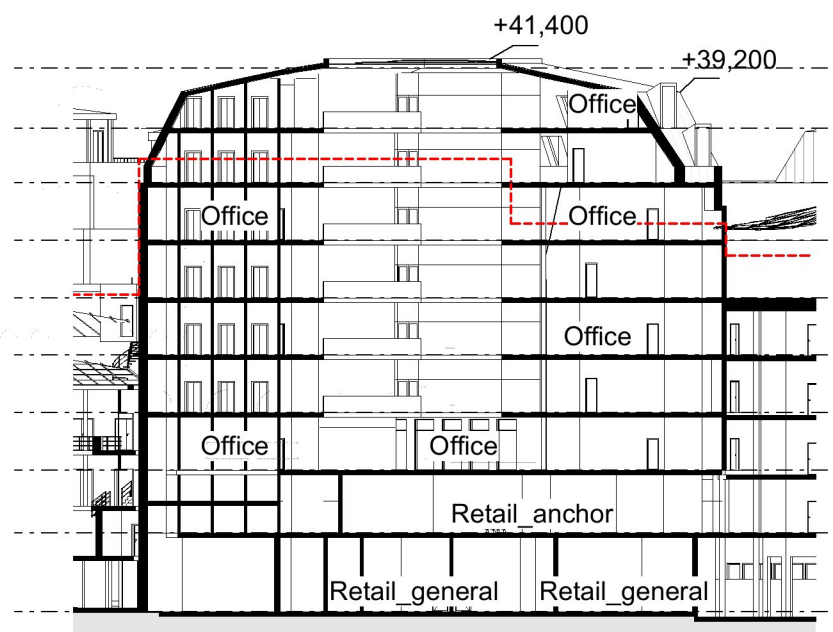 +41,400
+39,200
Office
Office
Office
Office
Office
Office
Retail_anchor
Retail_general
Retail_general